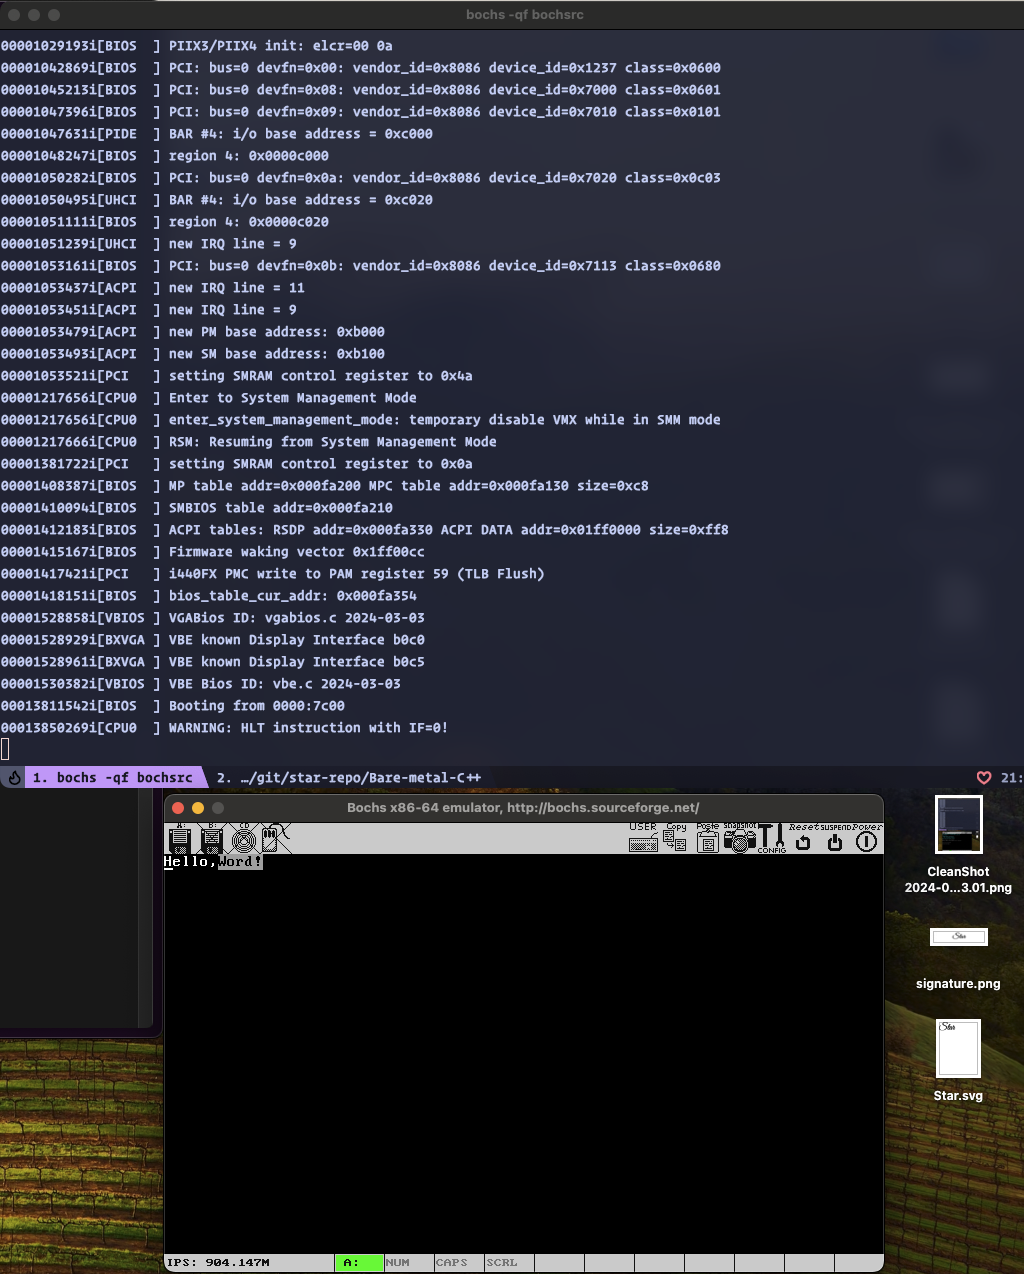 bochs -qf bochsrc
00001029193i[BIOS  ] PIIX3/PIIX4 init: elcr=00 0a
00001042869i[BIOS  ] PCI: bus=0 devfn=0x00: vendor_id=0x8086 device_id=0x1237 class=0x0600
00001045213i[BIOS  ] PCI: bus=0 devfn=0x08: vendor_id=0x8086 device_id=0x7000 class=0x0601
00001047396i[BIOS  ] PCI: bus=0 devfn=0x09: vendor_id=0x8086 device_id=0x7010 class=0x0101
00001047631i[PIDE  ] BAR #4: i/o base address = 0xc000
00001048247i[BIOS  ] region 4: 0x0000c000
00001050282i[BIOS  ] PCI: bus=0 devfn=0x0a: vendor_id=0x8086 device_id=0x7020 class=0x0c03
00001050495i[UHCI  ] BAR #4: i/o base address = 0xc020
00001051111i[BIOS  ] region 4: 0x0000c020
00001051239i[UHCI  ] new IRQ line = 9
00001053161i[BIOS  ] PCI: bus=0 devfn=0x0b: vendor_id=0x8086 device_id=0x7113 class=0x0680
00001053437i[ACPI  ] new IRQ line = 11
00001053451i[ACPI  ] new IRQ line = 9
00001053479i[ACPI  ] new PM base address: 0xb000
00001053493i[ACPI  ] new SM base address: 0xb100
00001053521i[PCI   ] setting SMRAM control register to 0x4a
00001217656i[CPU0  ] Enter to System Management Mode
00001217656i[CPU0  ] enter_system_management_mode: temporary disable VMX while in SMM mode
00001217666i[CPU0  ] RSM: Resuming from System Management Mode
00001381722i[PCI   ] setting SMRAM control register to 0x0a
00001408387i[BIOS  ] MP table addr=0x000fa200 MPC table addr=0x000fa130 size=0xc8
00001410094i[BIOS  ] SMBIOS table addr=0x000fa210
00001412183i[BIOS  ] ACPI tables: RSDP addr=0x000fa330 ACPI DATA addr=0x01ff0000 size=0xff8
00001415167i[BIOS  ] Firmware waking vector 0x1ff00cc
00001417421i[PCI   ] i440FX PMC write to PAM register 59 (TLB Flush)
00001418151i[BIOS  ] bios_table_cur_addr: 0x000fa354
00001528858i[VBIOS ] VGABios ID: vgabios.c 2024-03-03
00001528929i[BXVGA ] VBE known Display Interface b0c0
00001528961i[BXVGA ] VBE known Display Interface b0c5
00001530382i[VBIOS ] VBE Bios ID: vbe.c 2024-03-03
00013811542i[BIOS  ] Booting from 0000:7c00
00013850269i[CPU0  ] WARNING: HLT instruction with IF=0!
1. bochs -qf bochsrc 2. …/git/star-repo/Bare-metal-C++ 21:
Bochs x86-64 emulator, http://bochs.sourceforge.net/
A: B: CD USER Copy Paste snapshot CONFIG Reset SUSPEND Power
Hello,Word!
IPS: 904.147M A: NUM CAPS SCRL
CleanShot
2024-0...3.01.png
Star
signature.png
Star
Star.svg